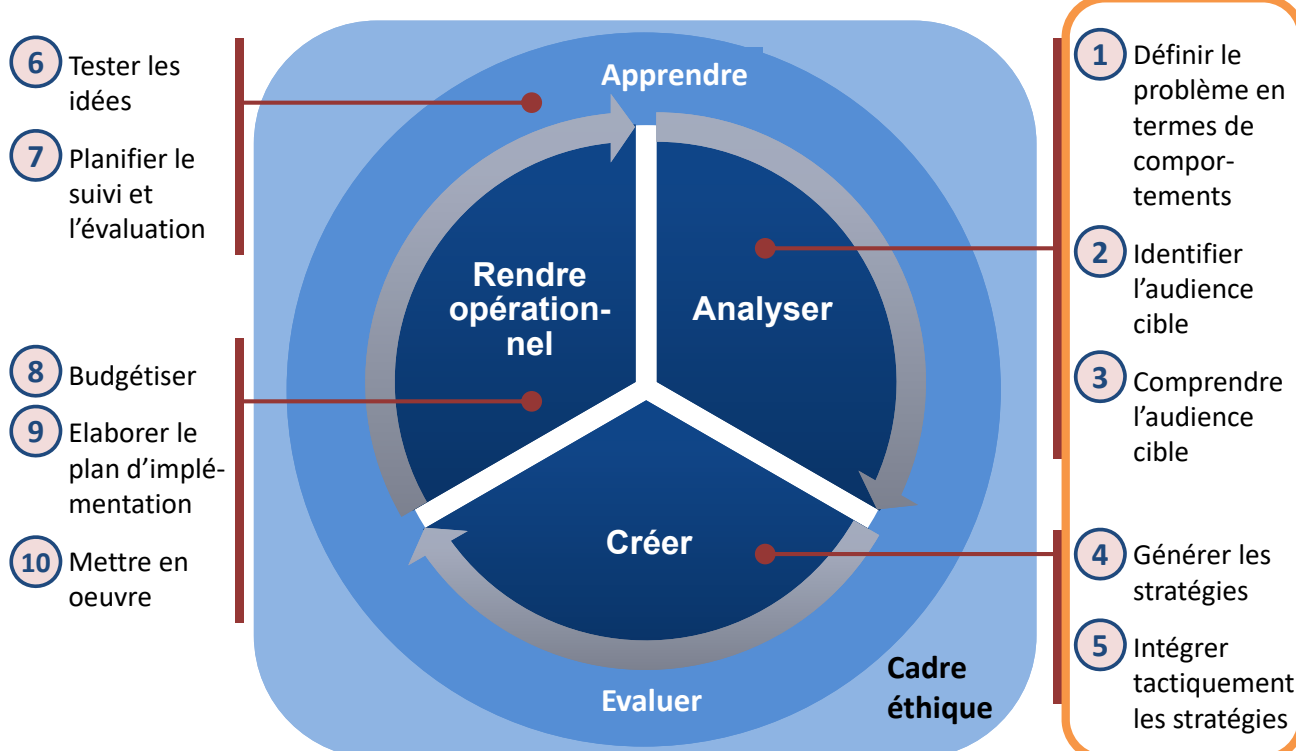 6 Tester les
idées
7 Planifier le
suivi et
l'évaluation
8 Budgétiser
9 Elaborer le
plan d'implé-
mentation
10 Mettre en
oeuvre
Apprendre
Rendre
opération-
nel
Analyser
Créer
Evaluer
Cadre
éthique
1 Définir le
problème en
termes de
compor-
tements
2 Identifier
l'audience
cible
3 Comprendre
l'audience
cible
4 Générer les
stratégies
5 Intégrer
tactiquement
les stratégies